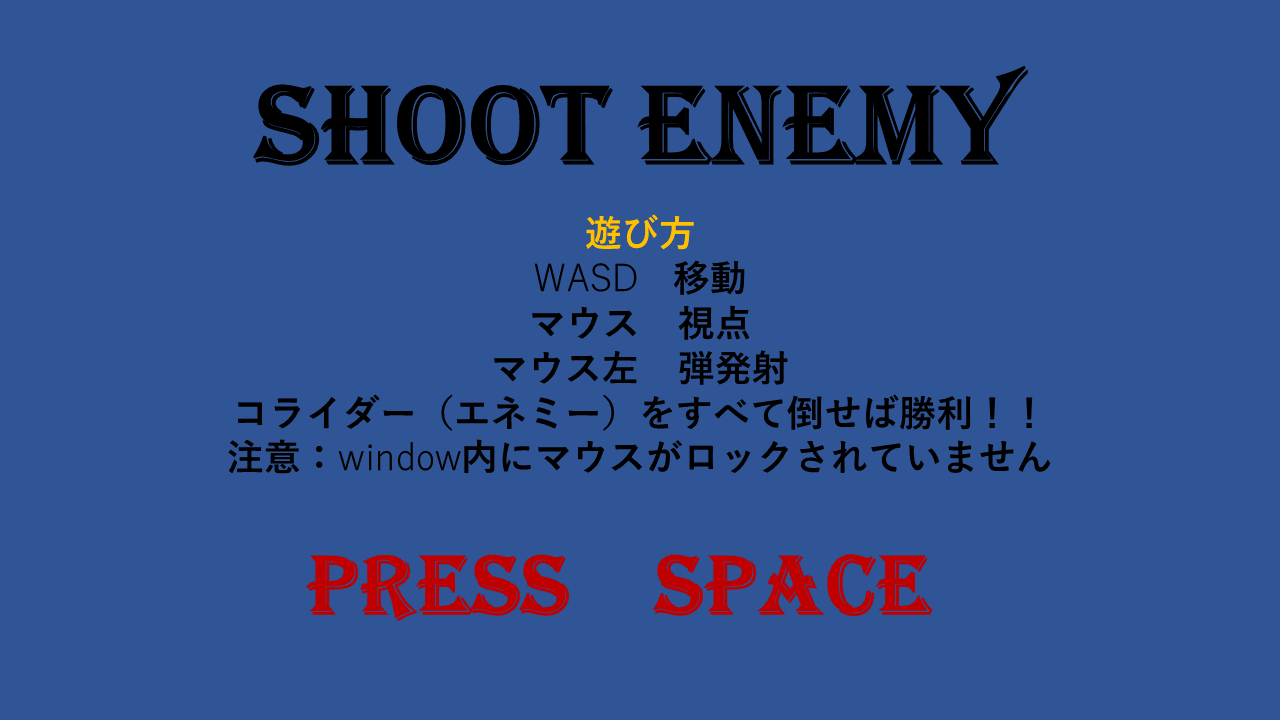 SHOOT ENEMY
遊び方
WASD　移動
マウス　視点
マウス左　弾発射
コライダー（エネミー）をすべて倒せば勝利！！
注意：window内にマウスがロックされていません
PRESS　SPACE